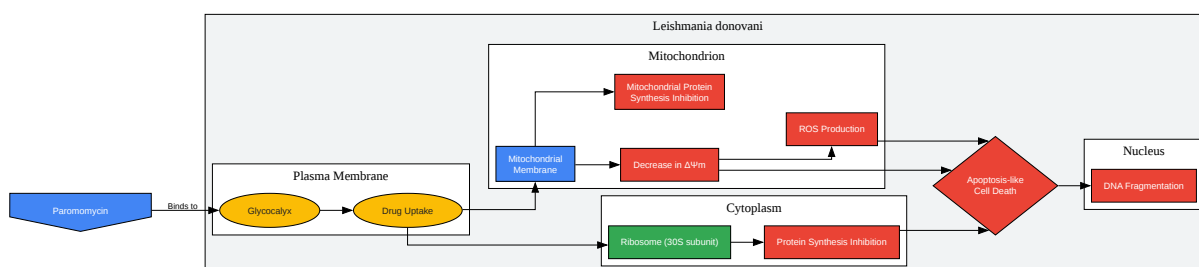 Leishmania donovani
Mitochondrion
Mitochondrial Protein
Synthesis Inhibition
ROS Production
Mitochondrial
Membrane
Decrease in ΔΨm
Nucleus
DNA Fragmentation
Apoptosis-like
Cell Death
Plasma Membrane
Paromomycin
Binds to
Glycocalyx
Drug Uptake
Cytoplasm
Ribosome (30S subunit)
Protein Synthesis Inhibition